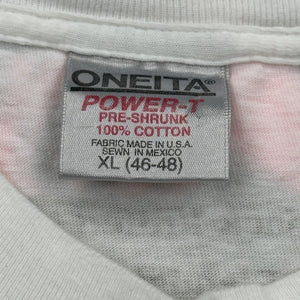 ONEITA®
POWER-T
PRE-SHRUNK
100% COTTON
FABRIC MADE IN U.S.A.
SEWN IN MEXICO
XL (46-48)